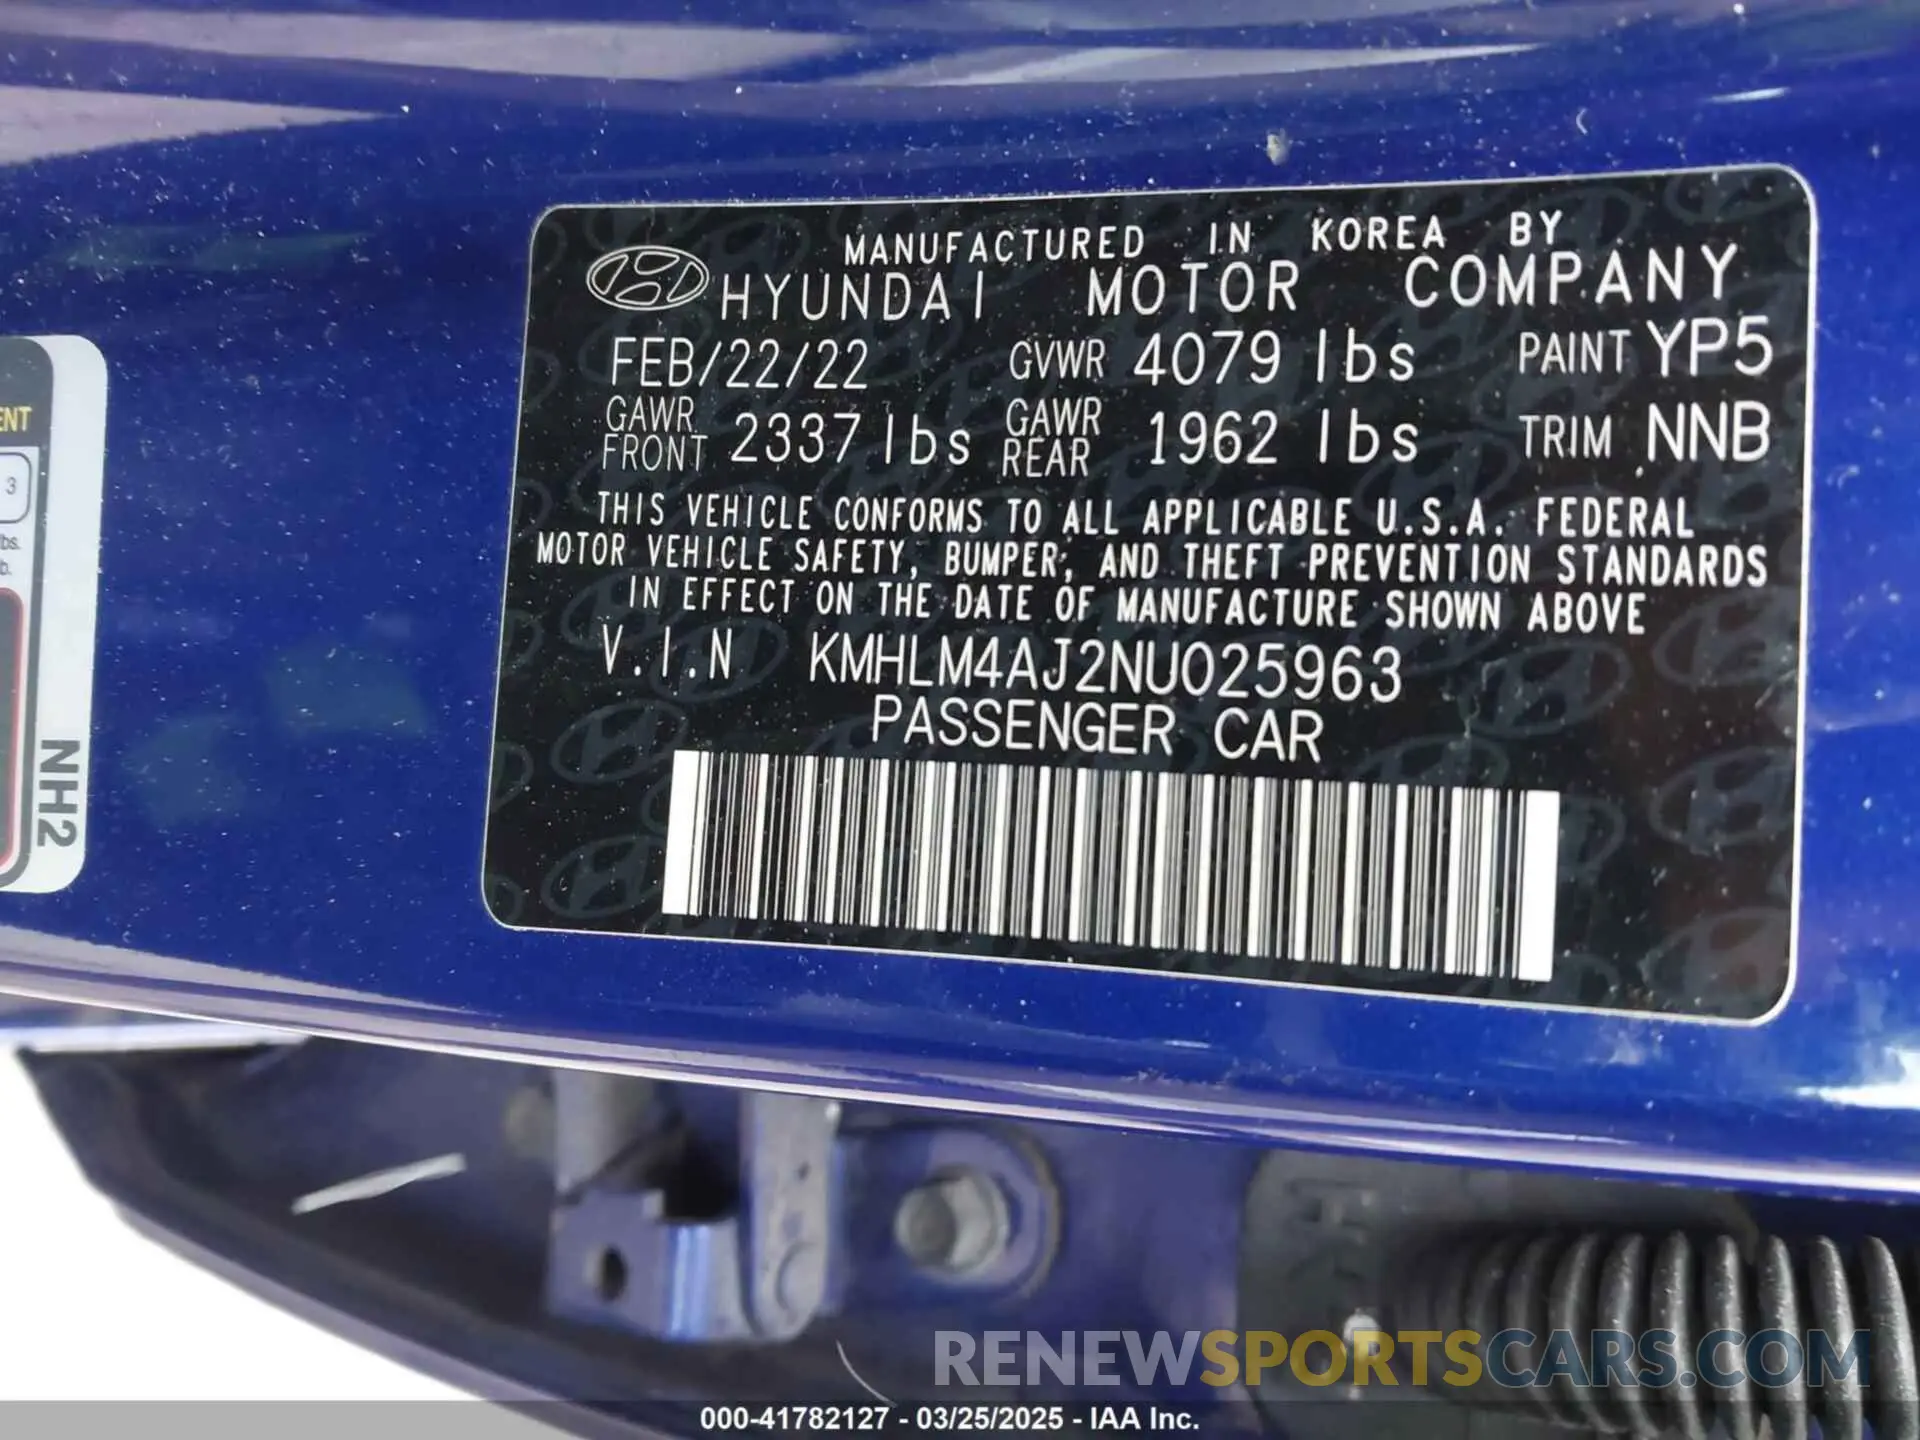 MANUFACTURED IN KOREA BY
HYUNDAI MOTOR COMPANY
FEB/22/22 GVWR 4079 lbs PAINT YP5
GAWR FRONT 2337 lbs GAWR REAR 1962 lbs TRIM NNB
THIS VEHICLE CONFORMS TO ALL APPLICABLE U.S.A. FEDERAL
MOTOR VEHICLE SAFETY, BUMPER, AND THEFT PREVENTION STANDARDS
IN EFFECT ON THE DATE OF MANUFACTURE SHOWN ABOVE
V.I.N KMHLM4AJ2NU025963
PASSENGER CAR
3
lbs.
NH2
RENEWSPORTSCARS.COM
000-41782127 - 03/25/2025 - IAA Inc.